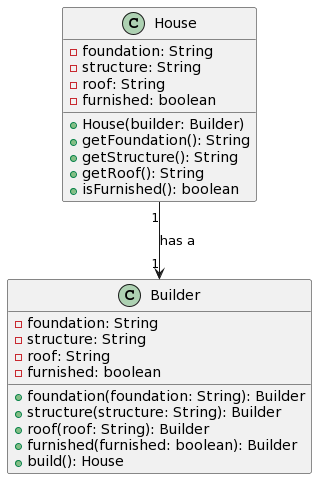 C House
foundation: String
structure: String
roof: String
furnished: boolean
House(builder: Builder)
getFoundation(): String
getStructure(): String
getRoof(): String
isFurnished(): boolean
1
has a
1
C Builder
foundation: String
structure: String
roof: String
furnished: boolean
foundation(foundation: String): Builder
structure(structure: String): Builder
roof(roof: String): Builder
furnished(furnished: boolean): Builder
build(): House